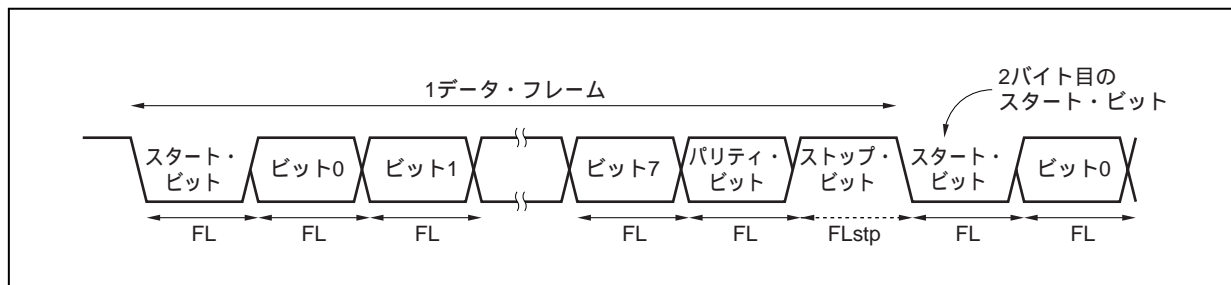 2バイト目の
スタート・ビット
1データ・フレーム
スタート・
ビット
ビット0
ビット1
ビット7
パリティ・
ビット
ストップ・
ビット
スタート・
ビット
ビット0
FL
FL
FL
FL
FL
FLstp
FL
FL